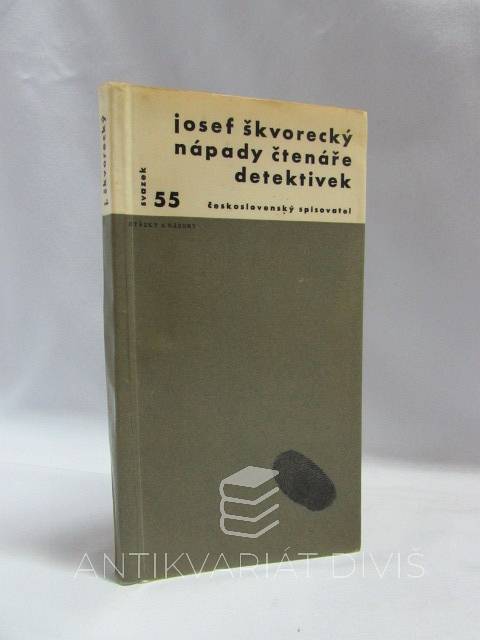 josef škvorecký
nápady čtenáře
detektivek
svazek
55
československý spisovatel
OTÁZKY A NÁZORY
j. škvorecký
ANTIKVARIÁT DIVIŠ